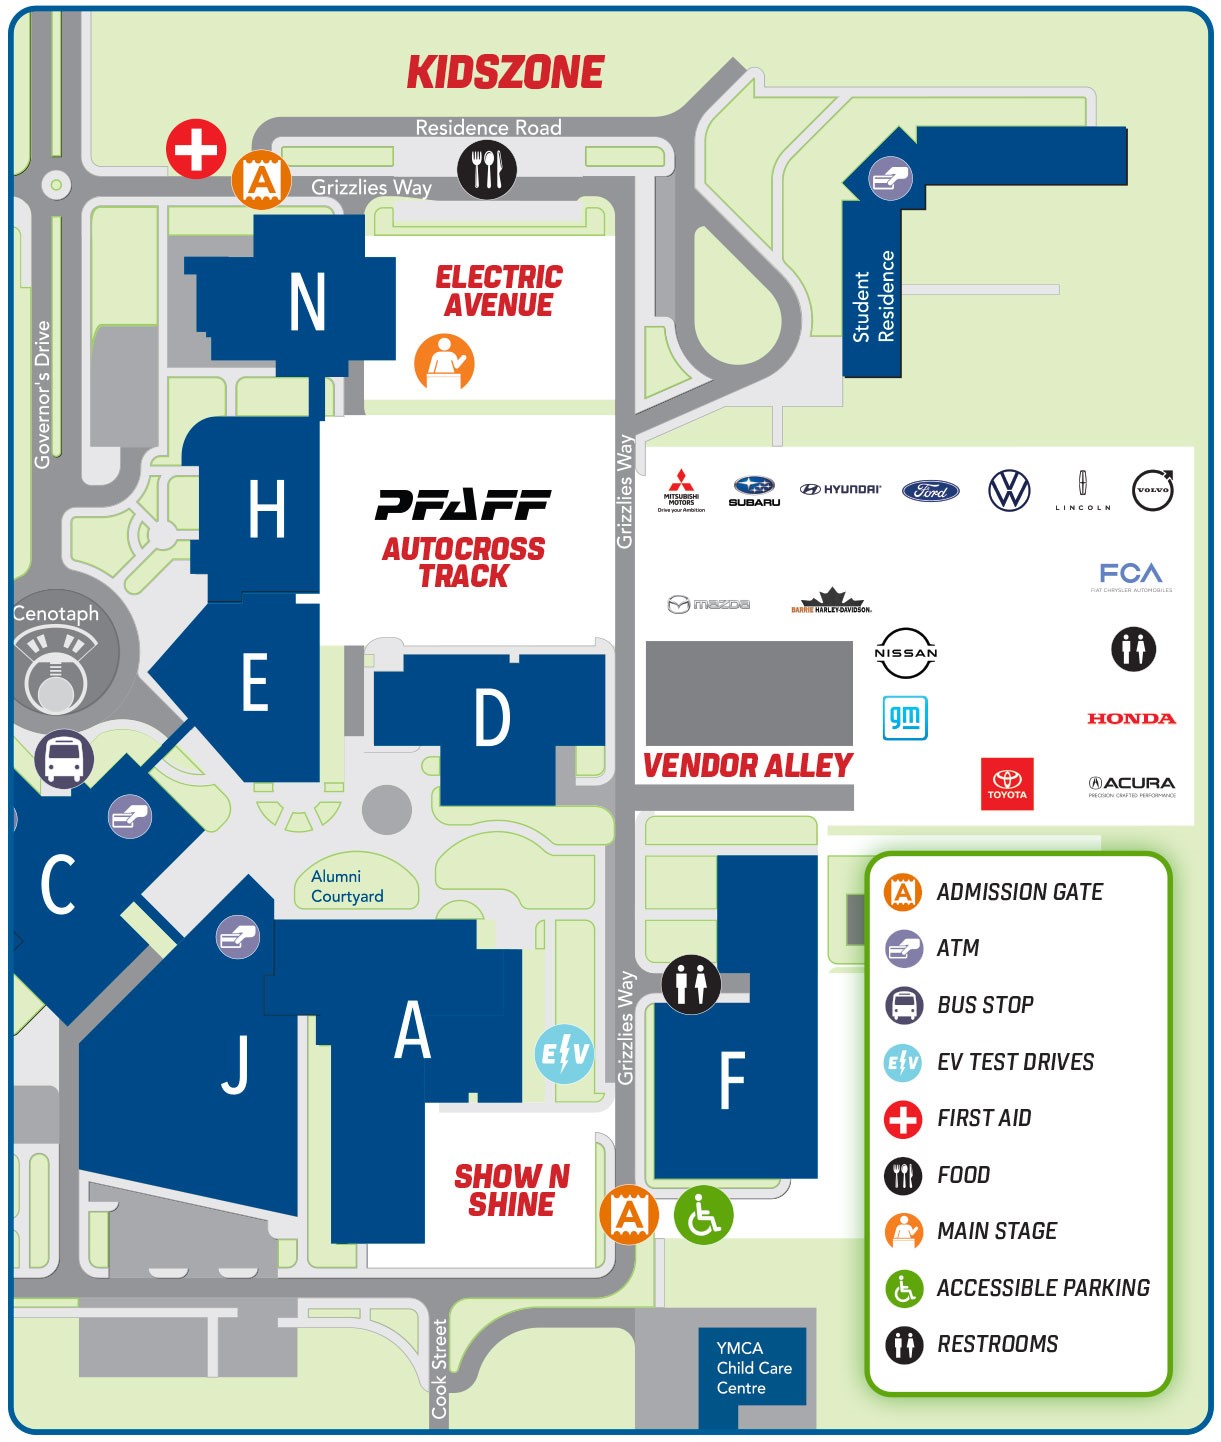 KIDSZONE
Residence Road
A
Grizzlies Way
N
ELECTRIC
AVENUE
Student
Residence
Governor's Drive
H
PFAFF
AUTOCROSS
TRACK
Grizzlies Way
MITSUBISHI
MOTORS
Drive your Ambition
SUBARU
HYUNDAI
Ford
LINCOLN
VOLVO
FCA
FIAT CHRYSLER AUTOMOBILES
mazda
BARRIE HARLEY-DAVIDSON
Cenotaph
NISSAN
E
D
gm
HONDA
VENDOR ALLEY
TOYOTA
ACURA
PRECISION CRAFTED PERFORMANCE
C
Alumni
Courtyard
J
A
EV
Grizzlies Way
F
SHOW N
SHINE
A
Cook Street
YMCA
Child Care
Centre
A
ADMISSION GATE
ATM
BUS STOP
EV
EV TEST DRIVES
FIRST AID
FOOD
MAIN STAGE
ACCESSIBLE PARKING
RESTROOMS